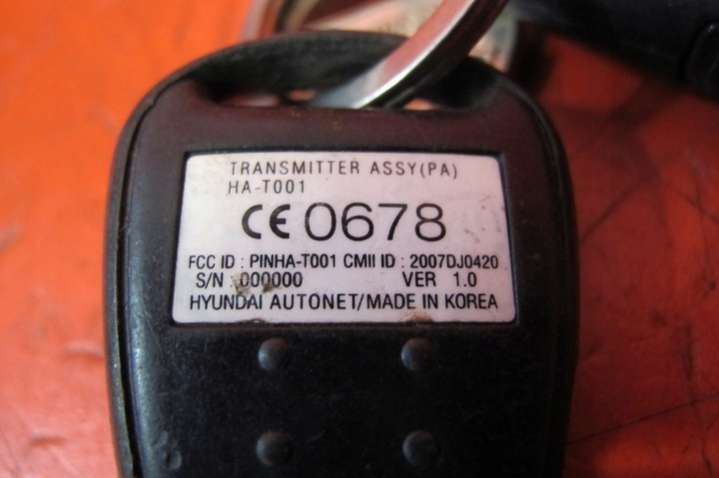 TRANSMITTER ASSY(PA)
HA-T001
CE 0678
FCC ID : PINHA-T001 CMII ID : 2007DJ0420
S/N : 000000 VER 1.0
HYUNDAI AUTONET/MADE IN KOREA